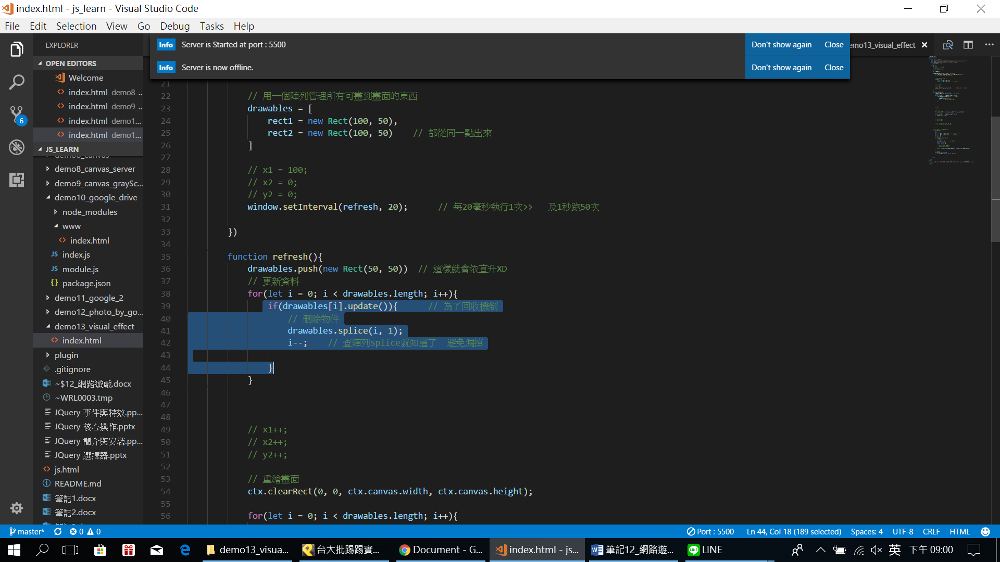 index.html - js_learn - Visual Studio Code
File Edit Selection View Go Debug Tasks Help
EXPLORER
OPEN EDITORS
Welcome
index.html demo8_...
index.html demo9_...
index.html demo1...
index.html demo1...
JS_LEARN
demo8_canvas_server
demo9_canvas_graySc...
demo10_google_drive
node_modules
www
index.html
index.js
module.js
package.json
demo11_google_2
demo12_photo_by_go...
demo13_visual_effect
index.html
plugin
.gitignore
~$12_網路遊戲.docx
~WRL0003.tmp
JQuery 事件與特效.pp...
JQuery 核心操作.pptx
JQuery 簡介與安裝.pp...
JQuery 選擇器.pptx
js.html
README.md
筆記1.docx
筆記2.docx
6
Info Server is Started at port : 5500 Don't show again Close
Info Server is now offline. Don't show again Close
emo13_visual_effect
21
22 // 用一個陣列管理所有可畫到畫面的東西
23 drawables = [
24 rect1 = new Rect(100, 50),
25 rect2 = new Rect(100, 50) // 都從同一點出來
26 ]
27
28 // x1 = 100;
29 // x2 = 0;
30 // y2 = 0;
31 window.setInterval(refresh, 20); // 每20毫秒執行1次>> 及1秒跑50次
32
33 })
34
35 function refresh(){
36 drawables.push(new Rect(50, 50)) // 這樣就會依直升XD
37 // 更新資料
38 for(let i = 0; i < drawables.length; i++){
39 if(drawables[i].update()){ // 為了回收機制
40 // 刪除物件
41 drawables.splice(i, 1);
42 i--; // 查陣列splice就知道了 避免漏掉
43
44 }
45 }
46
47
48
49 // x1++;
50 // x2++;
51 // y2++;
52
53 // 重繪畫面
54 ctx.clearRect(0, 0, ctx.canvas.width, ctx.canvas.height);
55
56 for(let i = 0; i < drawables.length; i++){
master* 0 0 Port : 5500 Ln 44, Col 18 (189 selected) Spaces: 4 UTF-8 CRLF HTML
demo13_visua... 台大批踢踢實... Document - G... index.html - js... 筆記12_網路遊... LINE 英 下午 09:00